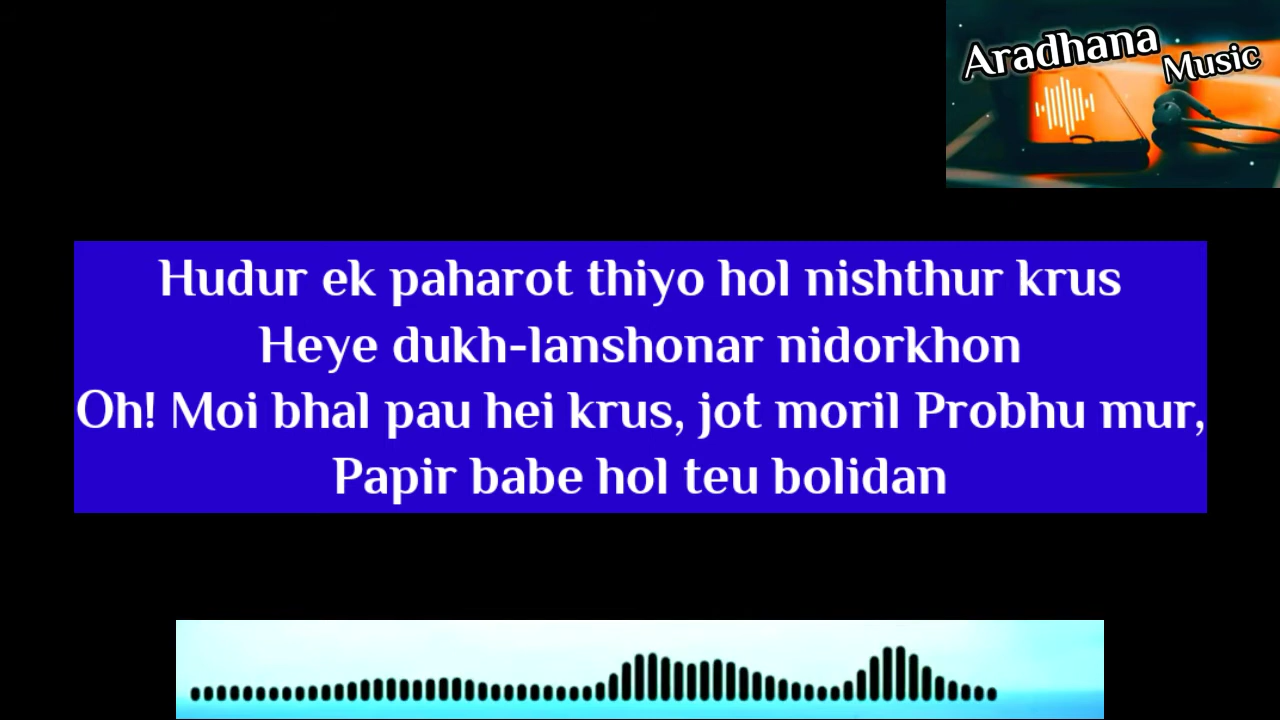 Aradhana
Music
Hudur ek paharot thiyo hol nishthur krus
Heye dukh-lanshonar nidorkhon
Oh! Moi bhal pau hei krus, jot moril Probhu mur,
Papir babe hol teu bolidan